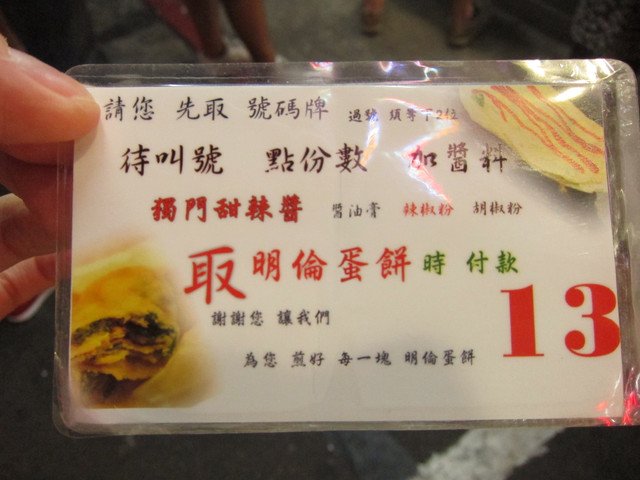 請您 先取 號碼牌 過號 須等下2位
待叫號 點份數 加醬料
獨門甜辣醬 醬油膏 辣椒粉 胡椒粉
取明倫蛋餅時 付款
13
謝謝您 讓我們
為您 煎好 每一塊 明倫蛋餅